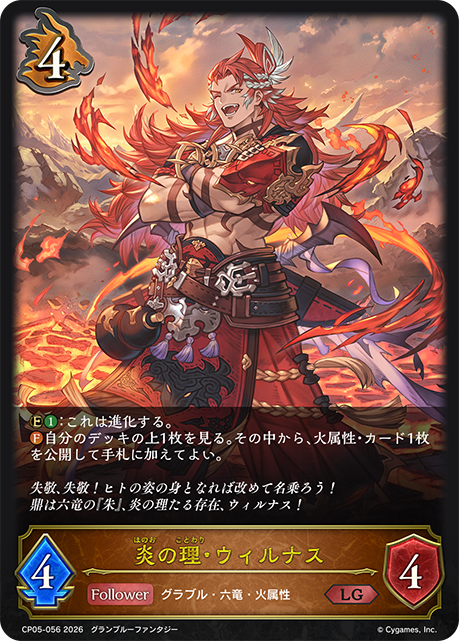 4
E 1：これは進化する。
F 自分のデッキの上1枚を見る。その中から、火属性・カード1枚
を公開して手札に加えてよい。
失敬、失敬！ヒトの姿の身となれば改めて名乗ろう！
鼎は六竜の『朱』、炎の理たる存在、ウィルナス！
ほのお ことわり
炎の理・ウィルナス
4
Follower グラブル・六竜・火属性 LG
4
CP05-056 2026 グランブルーファンタジー © Cygames, Inc.